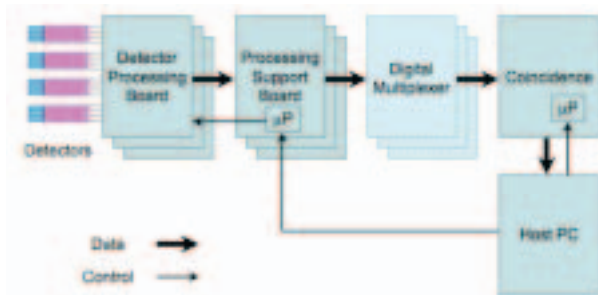 Detector
Processing
Board
Processing
Support
Board
μP
Digital
Multiplexer
Coincidence
μP
Detectors
Host PC
Data
Control